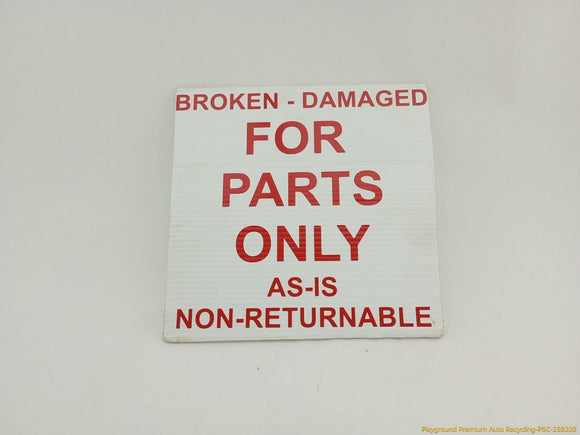 BROKEN - DAMAGED
FOR
PARTS
ONLY
AS-IS
NON-RETURNABLE
Playground Premium Auto Recycling-PSC-258338